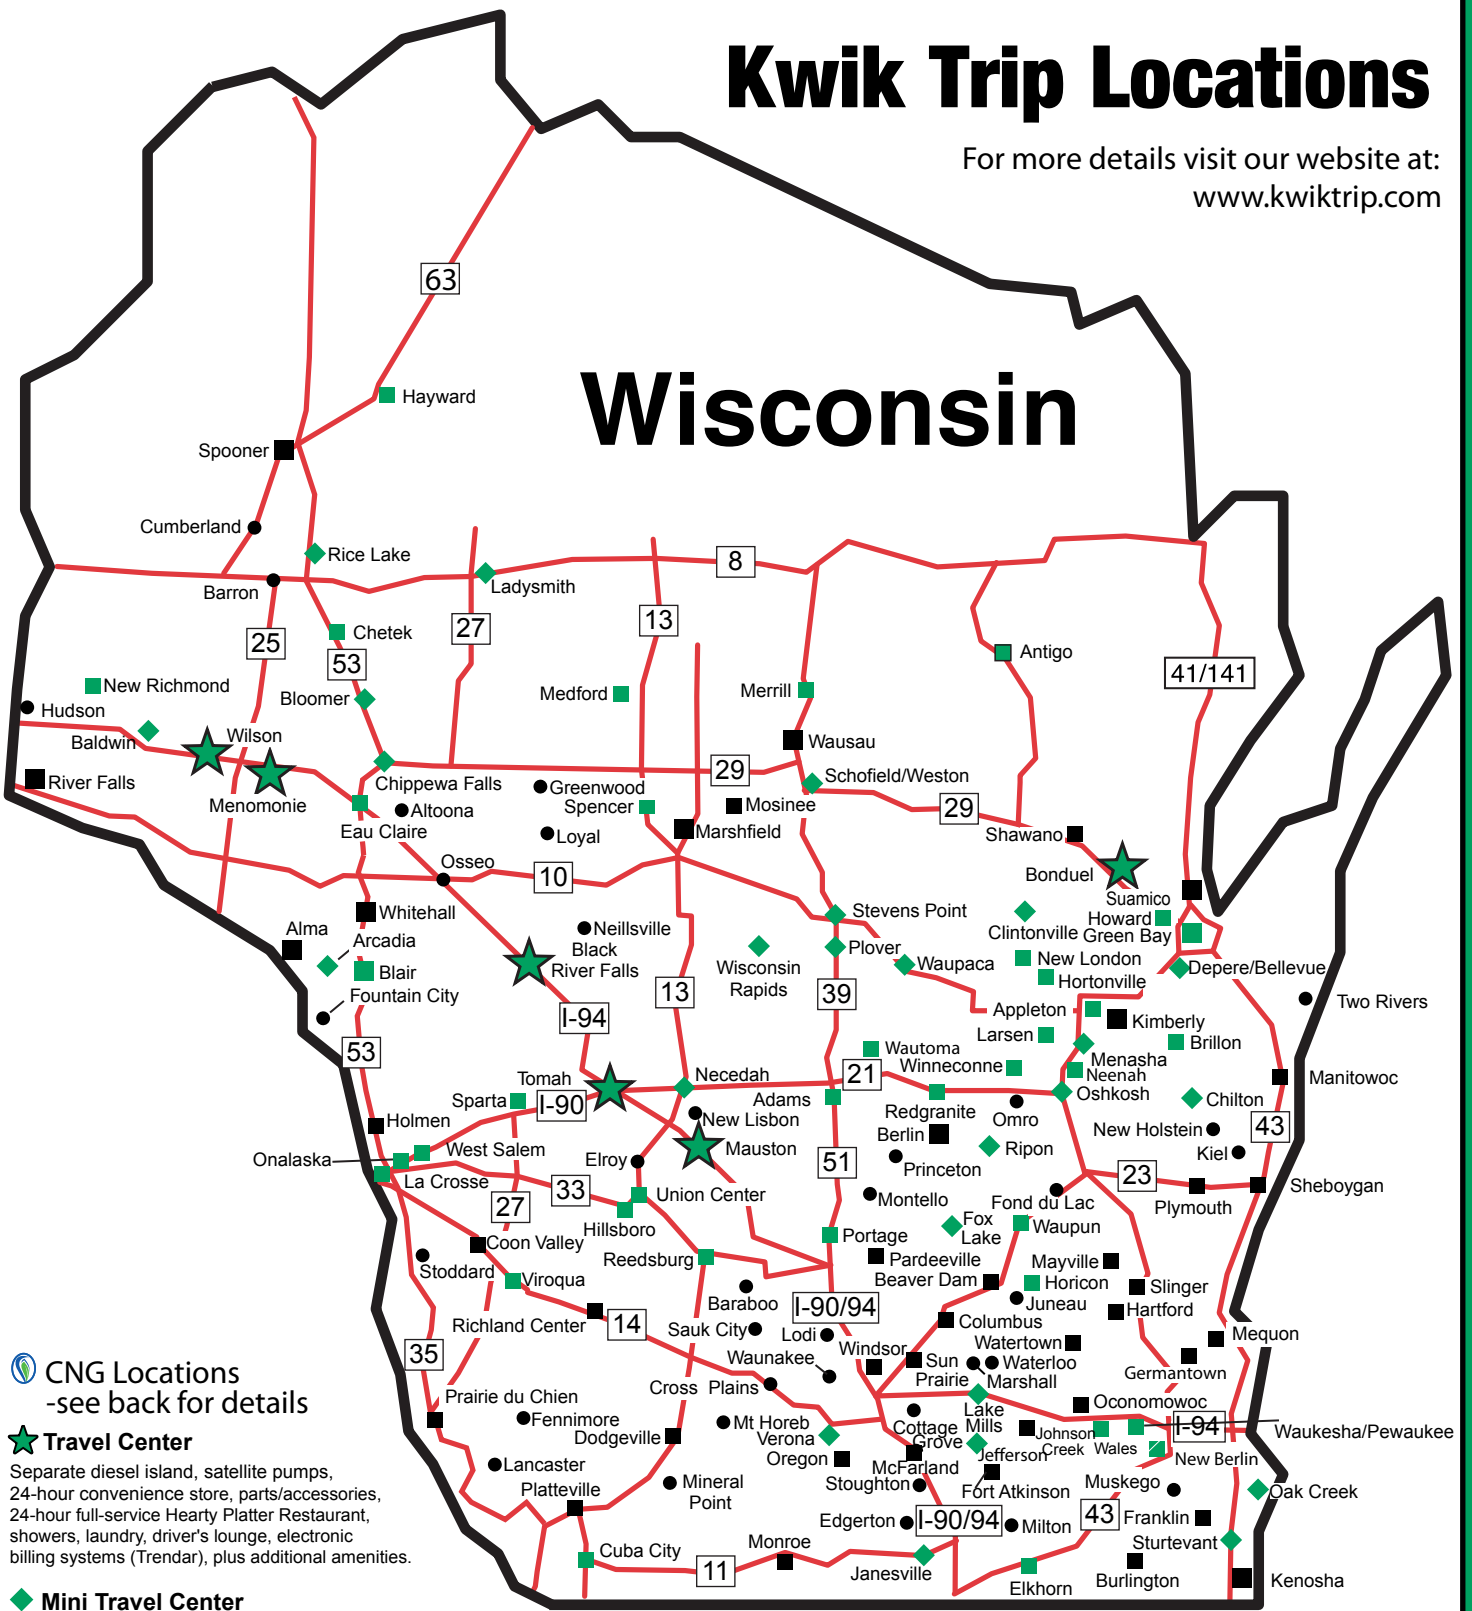 Kwik Trip Locations
For more details visit our website at:
www.kwiktrip.com
Wisconsin
63
Hayward
Spooner
Cumberland
Rice Lake
8
Ladysmith
Barron
13
27
25
Chetek
53
Antigo
41/141
New Richmond
Bloomer
Medford
Merrill
Hudson
Baldwin
Wilson
Wausau
29
Schofield/Weston
River Falls
Chippewa Falls
Greenwood
Menomonie
Altoona
Spencer
Mosinee
29
Eau Claire
Loyal
Marshfield
Shawano
Osseo
10
Bonduel
Suamico
Whitehall
Stevens Point
Howard
Alma
Neillsville
Clintonville
Green Bay
Arcadia
Black
River Falls
Plover
Blair
Wisconsin
Rapids
Waupaca
New London
Depere/Bellevue
Hortonville
Fountain City
13
39
Two Rivers
I-94
Appleton
Kimberly
Larsen
Brillon
53
Wautoma
Menasha
Winneconne
Neenah
Tomah
Necedah
21
Manitowoc
Sparta
I-90
Adams
Oshkosh
Chilton
Redgranite
Omro
Holmen
New Lisbon
Berlin
New Holstein
43
West Salem
Mauston
Ripon
Kiel
Onalaska
Elroy
51
Princeton
La Crosse
33
Union Center
Montello
23
Sheboygan
27
Fond du Lac
Plymouth
Hillsboro
Fox
Lake
Waupun
Coon Valley
Portage
Reedsburg
Pardeeville
Mayville
Stoddard
Viroqua
Beaver Dam
Horicon
Slinger
Baraboo
I-90/94
Juneau
Hartford
Richland Center
14
Sauk City
Lodi
Columbus
Mequon
35
Waunakee
Windsor
Watertown
Sun
Prairie
Waterloo
Marshall
Germantown
CNG Locations
-see back for details
Cross Plains
Prairie du Chien
Lake
Mills
Oconomowoc
Fennimore
Mt Horeb
Cottage
Grove
I-94
Travel Center
Dodgeville
Verona
Johnson
Creek
Wales
Waukesha/Pewaukee
Oregon
McFarland
Jefferson
New Berlin
Separate diesel island, satellite pumps,
24-hour convenience store, parts/accessories,
24-hour full-service Hearty Platter Restaurant,
showers, laundry, driver's lounge, electronic
billing systems (Trendar), plus additional amenities.
Lancaster
Mineral
Point
Stoughton
Fort Atkinson
Muskego
Oak Creek
Platteville
Edgerton
I-90/94
Milton
43
Franklin
Sturtevant
Monroe
Cuba City
11
Janesville
Elkhorn
Burlington
Kenosha
Mini Travel Center